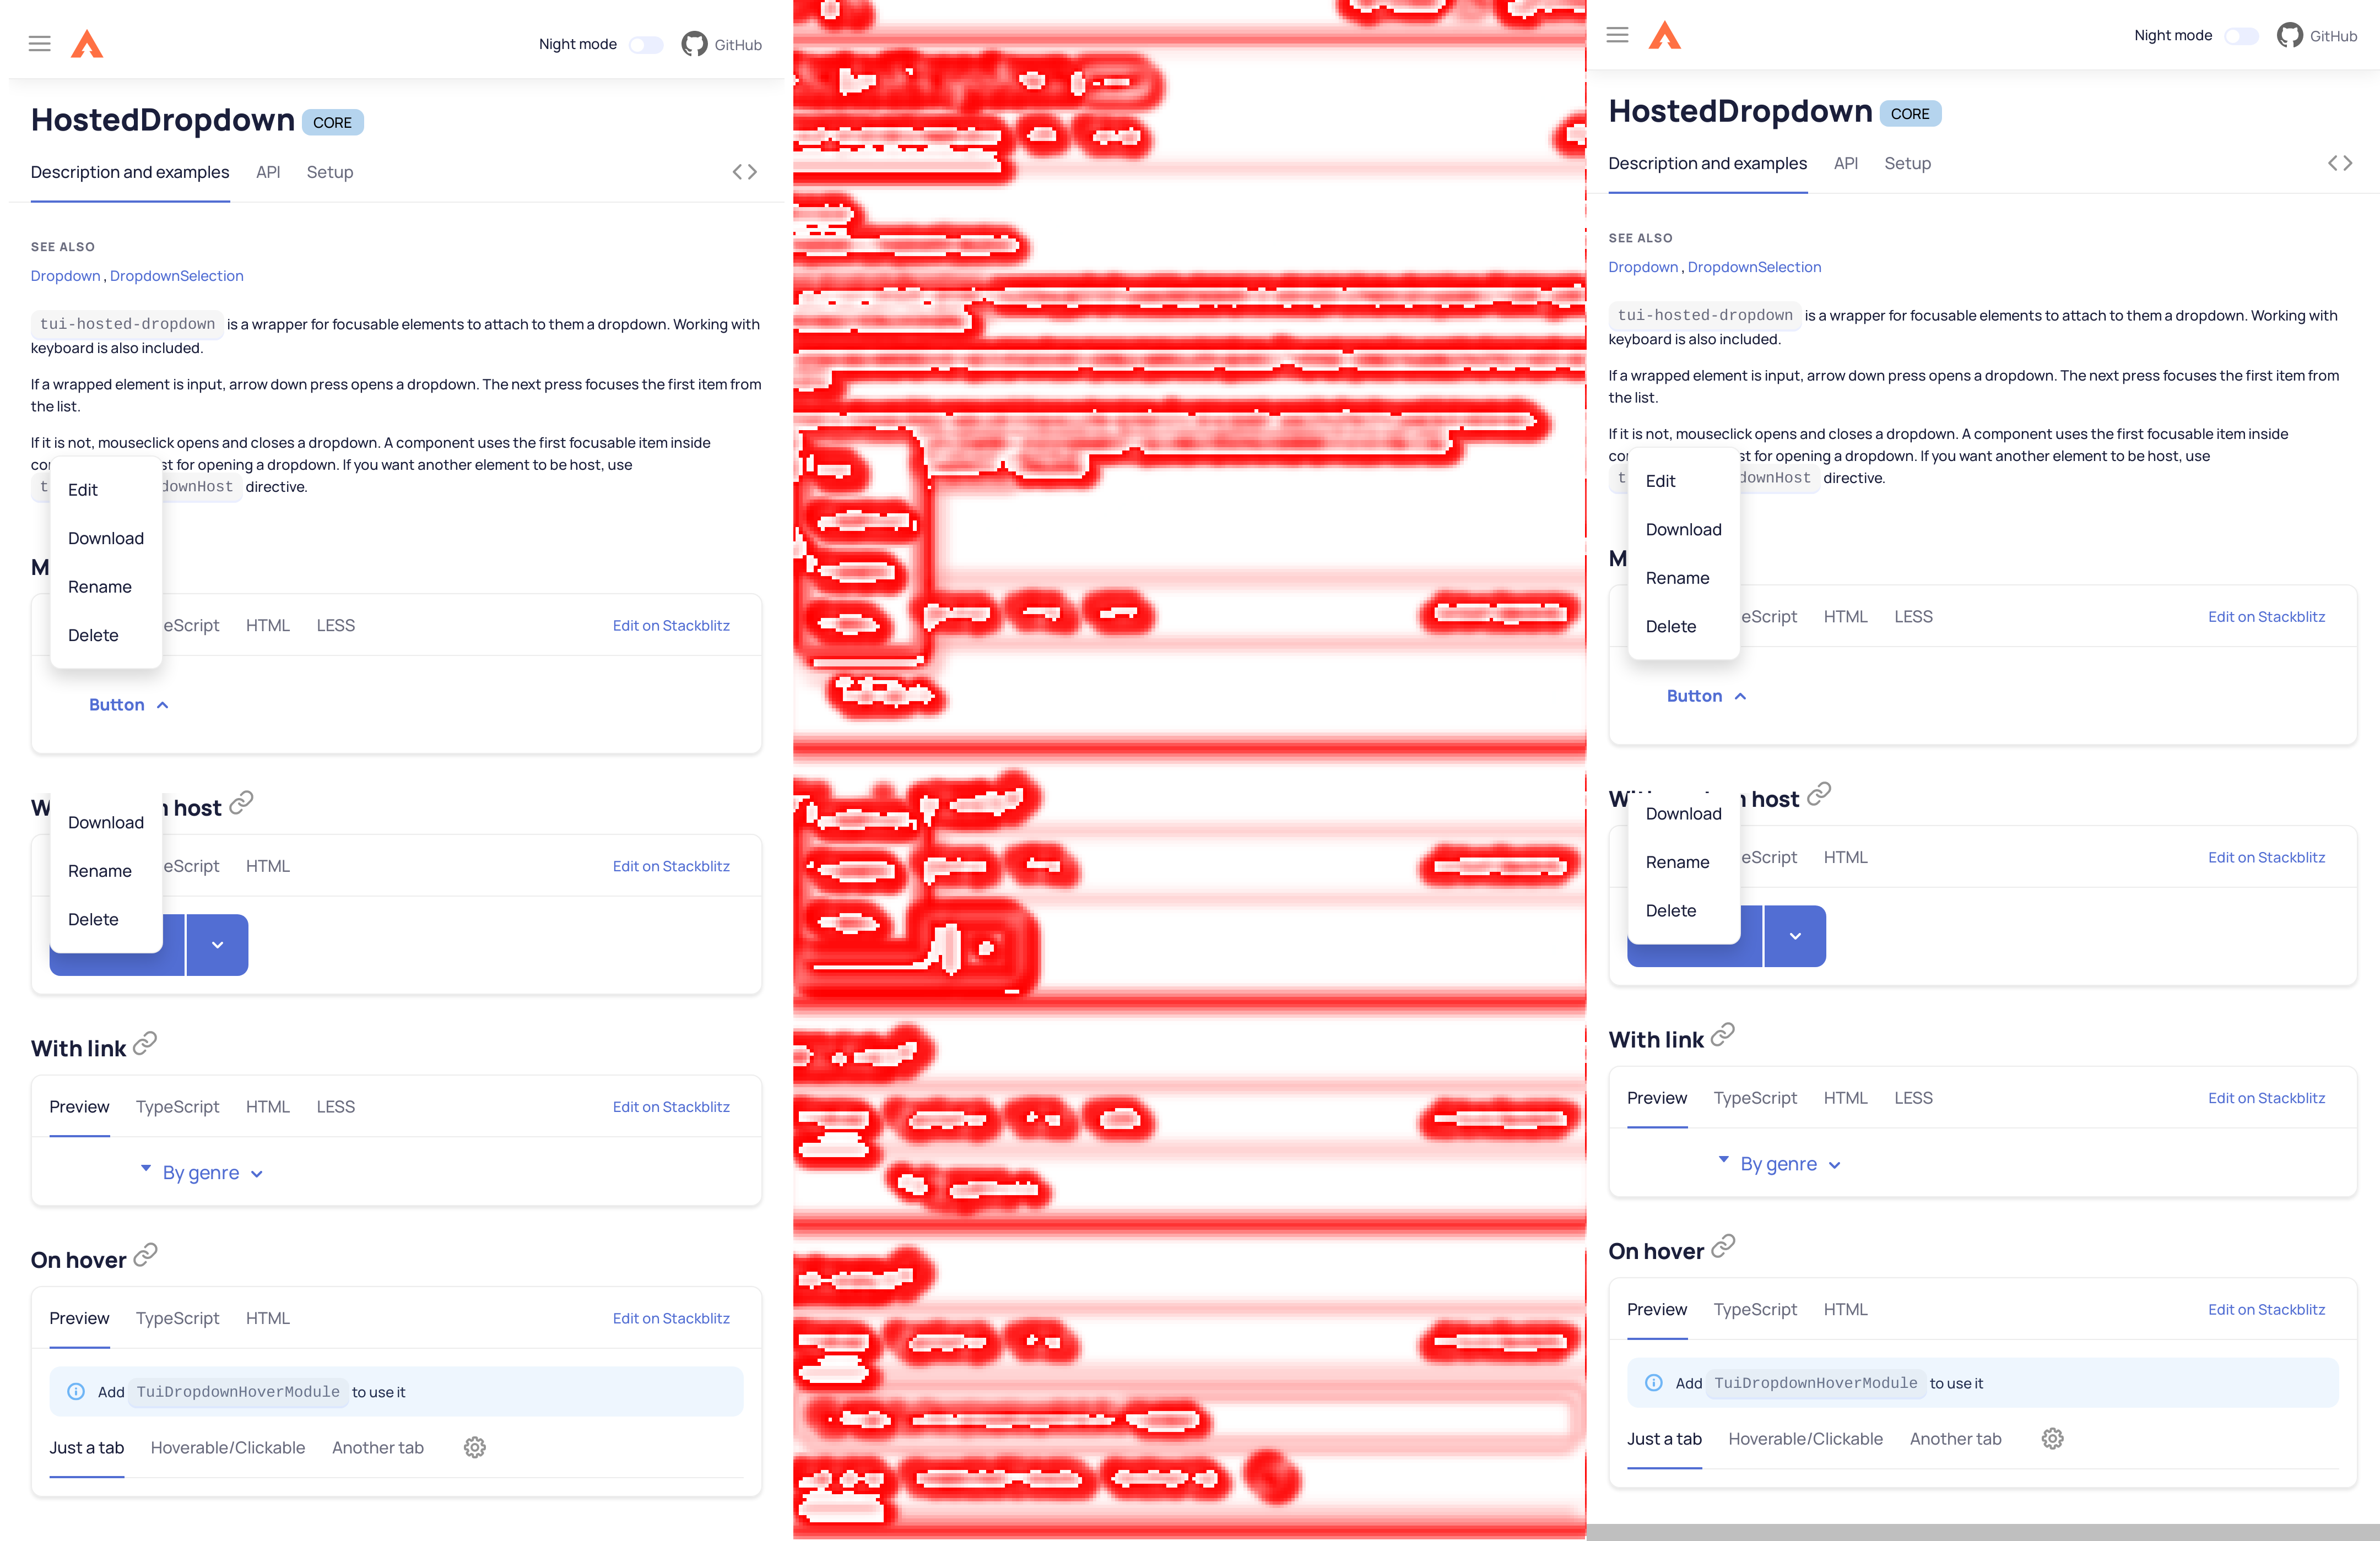 Night mode GitHub
HostedDropdown CORE
Description and examples API Setup
SEE ALSO
Dropdown , DropdownSelection
tui-hosted-dropdown is a wrapper for focusable elements to attach to them a dropdown. Working with
keyboard is also included.
If a wrapped element is input, arrow down press opens a dropdown. The next press focuses the first item from
the list.
If it is not, mouseclick opens and closes a dropdown. A component uses the first focusable item inside
st for opening a dropdown. If you want another element to be host, use
downHost directive.
Edit
Download
M
Rename
eScript HTML LESS Edit on Stackblitz
Delete
Button
host
Download
eScript HTML Edit on Stackblitz
Rename
Delete
With link
Preview TypeScript HTML LESS Edit on Stackblitz
By genre
On hover
Preview TypeScript HTML Edit on Stackblitz
Add TuiDropdownHoverModule to use it
Just a tab Hoverable/Clickable Another tab
Night mode GitHub
HostedDropdown CORE
Description and examples API Setup
SEE ALSO
Dropdown , DropdownSelection
tui-hosted-dropdown is a wrapper for focusable elements to attach to them a dropdown. Working with
keyboard is also included.
If a wrapped element is input, arrow down press opens a dropdown. The next press focuses the first item from
the list.
If it is not, mouseclick opens and closes a dropdown. A component uses the first focusable item inside
st for opening a dropdown. If you want another element to be host, use
downHost directive.
Edit
Download
M
Rename
eScript HTML LESS Edit on Stackblitz
Delete
Button
host
Download
eScript HTML Edit on Stackblitz
Rename
Delete
With link
Preview TypeScript HTML LESS Edit on Stackblitz
By genre
On hover
Preview TypeScript HTML Edit on Stackblitz
Add TuiDropdownHoverModule to use it
Just a tab Hoverable/Clickable Another tab